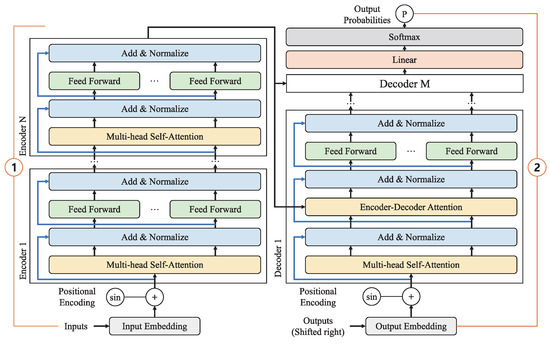 Output
Probabilities
P
Softmax
Linear
Decoder M
...
...
Add & Normalize
Feed Forward
...
Feed Forward
Add & Normalize
Multi-head Self-Attention
Encoder N
1
...
...
Add & Normalize
Feed Forward
...
Feed Forward
Add & Normalize
Multi-head Self-Attention
Encoder 1
Positional
Encoding
sin
+
Inputs
Input Embedding
Add & Normalize
Feed Forward
...
Feed Forward
Add & Normalize
Encoder-Decoder Attention
Add & Normalize
Multi-head Self-Attention
Decoder 1
2
Positional
Encoding
sin
+
Outputs
(Shifted right)
Output Embedding